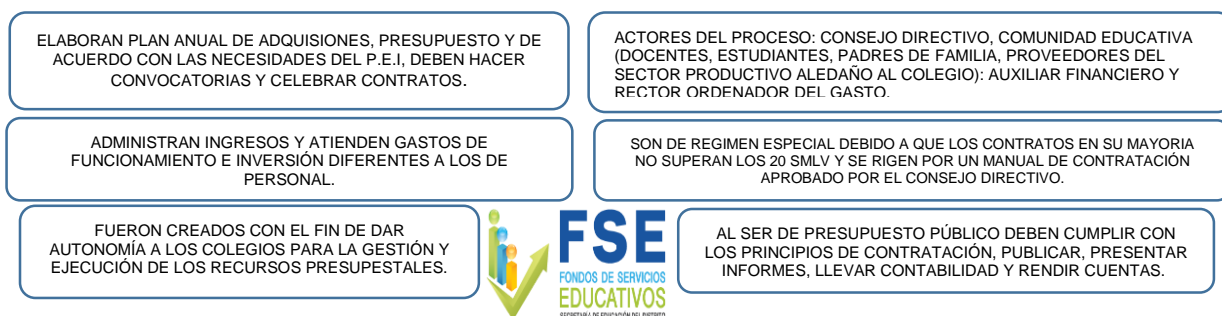 ELABORAN PLAN ANUAL DE ADQUISIONES, PRESUPUESTO Y DE
ACUERDO CON LAS NECESIDADES DEL P.E.I, DEBEN HACER
CONVOCATORIAS Y CELEBRAR CONTRATOS.
ACTORES DEL PROCESO: CONSEJO DIRECTIVO, COMUNIDAD EDUCATIVA
(DOCENTES, ESTUDIANTES, PADRES DE FAMILIA, PROVEEDORES DEL
SECTOR PRODUCTIVO ALEDAÑO AL COLEGIO): AUXILIAR FINANCIERO Y
RECTOR ORDENADOR DEL GASTO.
ADMINISTRAN INGRESOS Y ATIENDEN GASTOS DE
FUNCIONAMIENTO E INVERSIÓN DIFERENTES A LOS DE
PERSONAL.
SON DE REGIMEN ESPECIAL DEBIDO A QUE LOS CONTRATOS EN SU MAYORIA
NO SUPERAN LOS 20 SMLV Y SE RIGEN POR UN MANUAL DE CONTRATACIÓN
APROBADO POR EL CONSEJO DIRECTIVO.
FUERON CREADOS CON EL FIN DE DAR
AUTONOMÍA A LOS COLEGIOS PARA LA GESTIÓN Y
EJECUCIÓN DE LOS RECURSOS PRESUPESTALES.
FSE
FONDOS DE SERVICIOS
EDUCATIVOS
SECRETARÍA DE EDUCACIÓN DEL DISTRITO
AL SER DE PRESUPUESTO PÚBLICO DEBEN CUMPLIR CON
LOS PRINCIPIOS DE CONTRATACIÓN, PUBLICAR, PRESENTAR
INFORMES, LLEVAR CONTABILIDAD Y RENDIR CUENTAS.